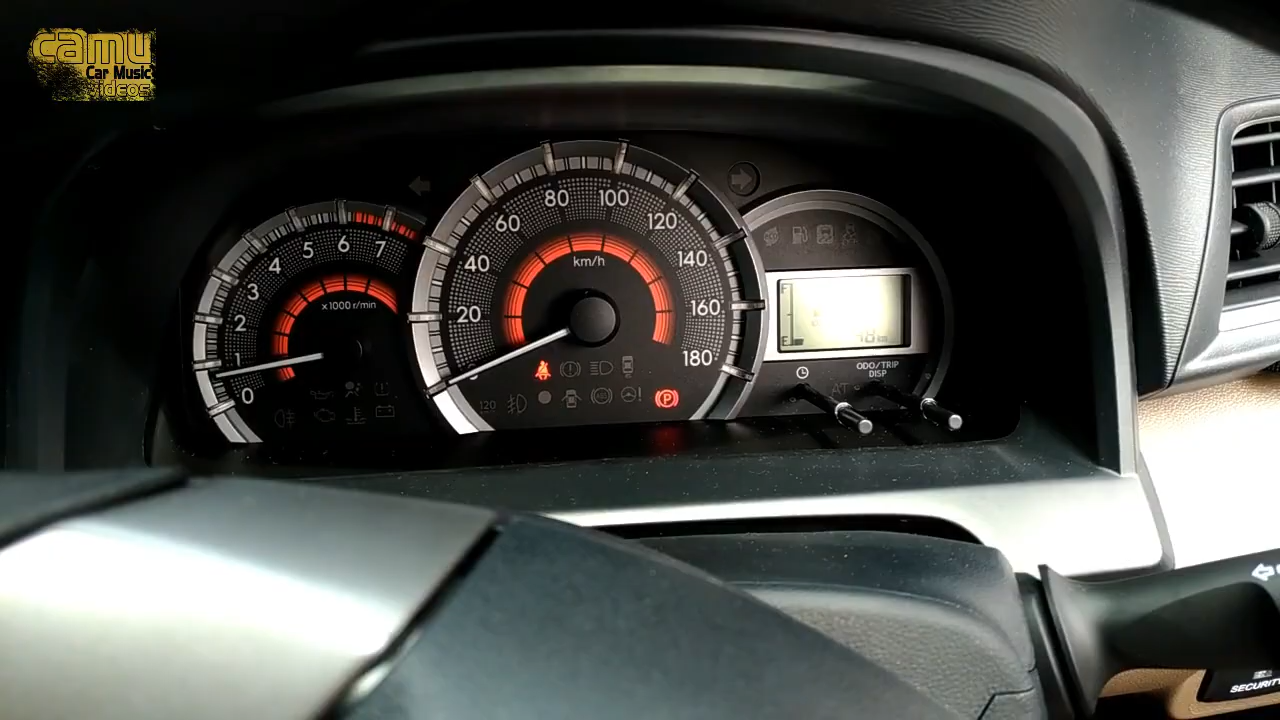 camu
Car Music
videos
0
1
2
3
4
5
6
7
x1000 r/min
20
40
60
80
100
120
140
160
180
km/h
120
P
F
E
ODO/TRIP
DISP
AT
SECURITY